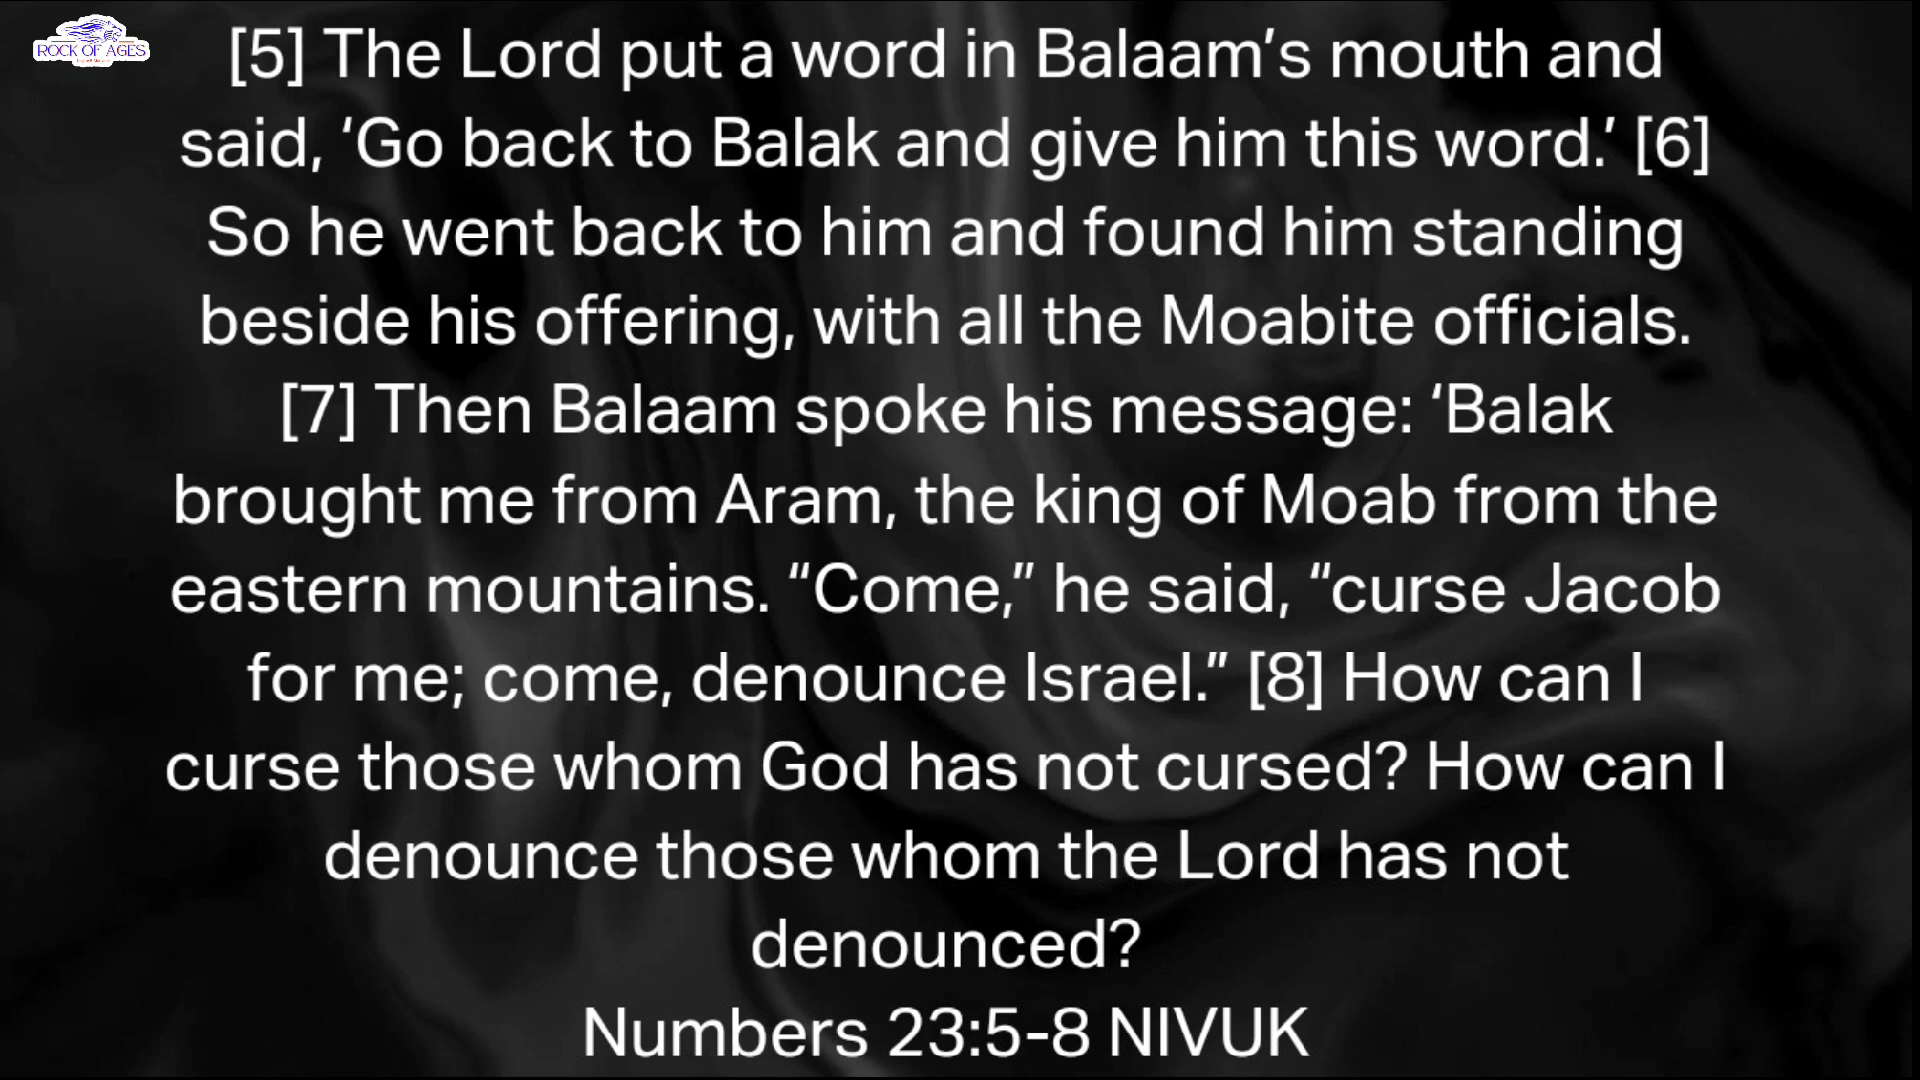 ROCK OF AGES
[5] The Lord put a word in Balaam’s mouth and
said, ‘Go back to Balak and give him this word.’ [6]
So he went back to him and found him standing
beside his offering, with all the Moabite officials.
[7] Then Balaam spoke his message: ‘Balak
brought me from Aram, the king of Moab from the
eastern mountains. “Come,” he said, “curse Jacob
for me; come, denounce Israel.” [8] How can I
curse those whom God has not cursed? How can I
denounce those whom the Lord has not
denounced?
Numbers 23:5-8 NIVUK